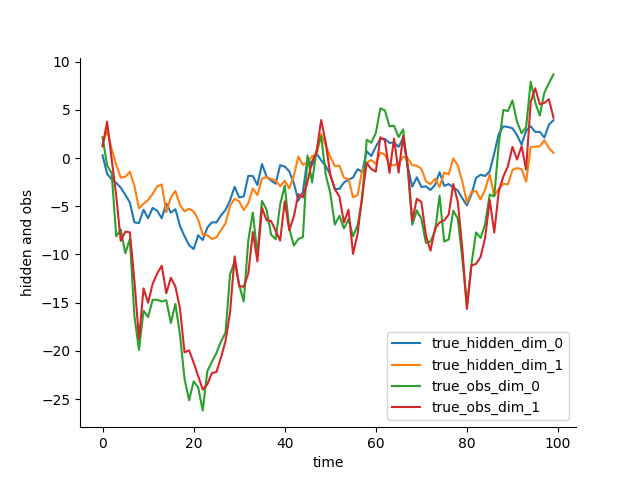 10
5
0
−5
−10
−15
−20
−25
hidden and obs
0
20
40
60
80
100
time
true_hidden_dim_0
true_hidden_dim_1
true_obs_dim_0
true_obs_dim_1